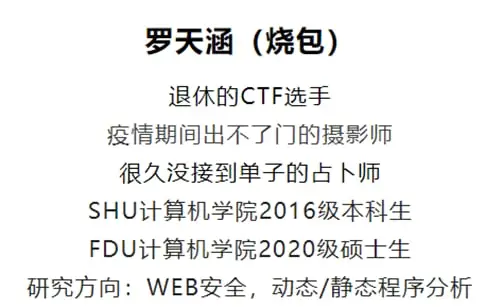 罗天涵（烧包）
退休的CTF选手
疫情期间出不了门的摄影师
很久没接到单子的占卜师
SHU计算机学院2016级本科生
FDU计算机学院2020级硕士生
研究方向：WEB安全，动态/静态程序分析